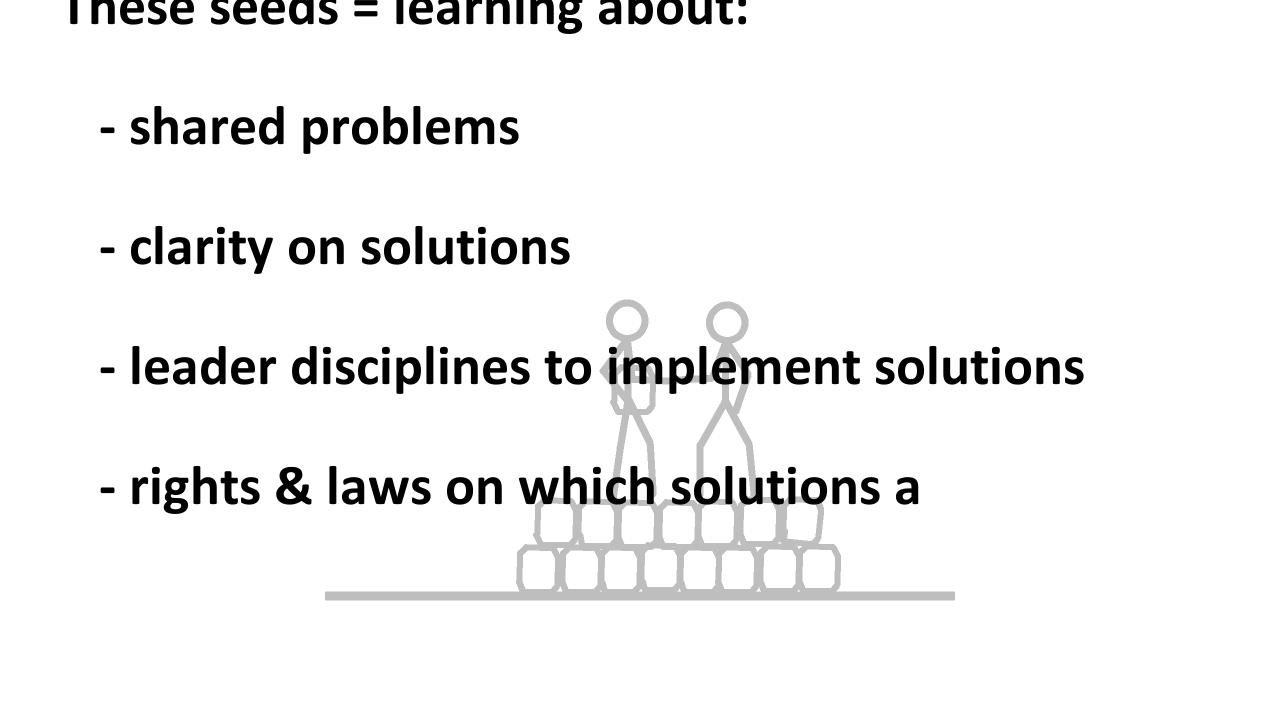 These seeds = learning about:
- shared problems
- clarity on solutions
- leader disciplines to implement solutions
- rights & laws on which solutions a